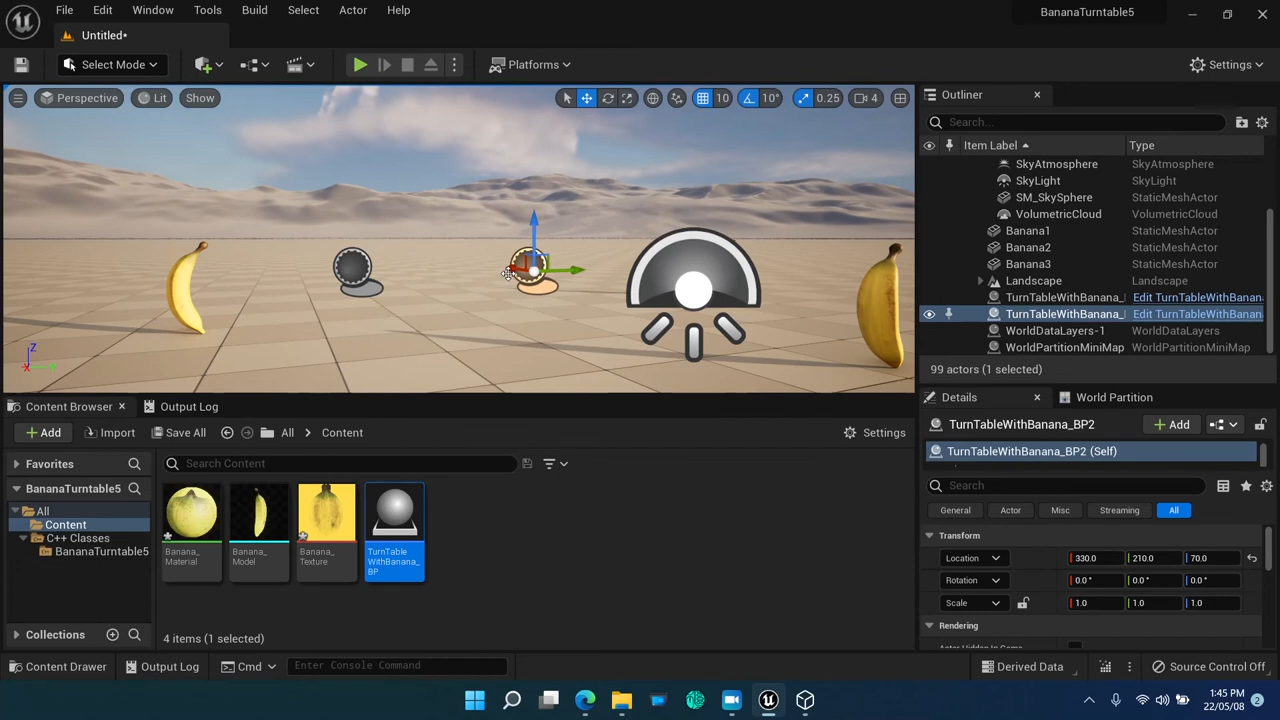 File Edit Window Tools Build Select Actor Help
BananaTurntable5
Untitled*
Select Mode
Platforms
Settings
Perspective Lit Show
10 10° 0.25 4
Z
X
Outliner
Search...
Item Label Type
SkyAtmosphere SkyAtmosphere
SkyLight SkyLight
SM_SkySphere StaticMeshActor
VolumetricCloud VolumetricCloud
Banana1 StaticMeshActor
Banana2 StaticMeshActor
Banana3 StaticMeshActor
Landscape Landscape
TurnTableWithBanana_ Edit TurnTableWithBanan
TurnTableWithBanana_ Edit TurnTableWithBanan
WorldDataLayers-1 WorldDataLayers
WorldPartitionMiniMap WorldPartitionMiniMap
99 actors (1 selected)
Details World Partition
TurnTableWithBanana_BP2 Add
TurnTableWithBanana_BP2 (Self)
Search
General Actor Misc Streaming All
Transform
Location 330.0 210.0 70.0
Rotation 0.0° 0.0° 0.0°
Scale 1.0 1.0 1.0
Rendering
Content Browser Output Log
Add Import Save All All Content Settings
Favorites
Search Content
BananaTurntable5
All
Content
C++ Classes
BananaTurntable5
Collections
Banana_
Material
Banana_
Model
Banana_
Texture
TurnTable
WithBanana_
BP
4 items (1 selected)
Content Drawer Output Log Cmd Enter Console Command Derived Data Source Control Off
1:45 PM
22/05/08
2